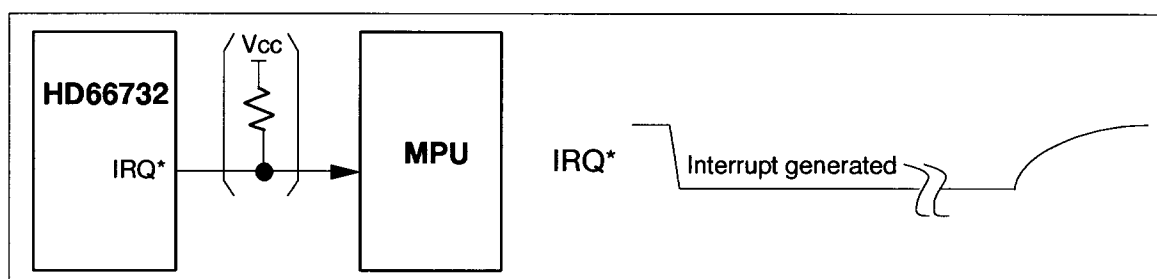 Vcc
HD66732
IRQ*
MPU
IRQ*
Interrupt generated